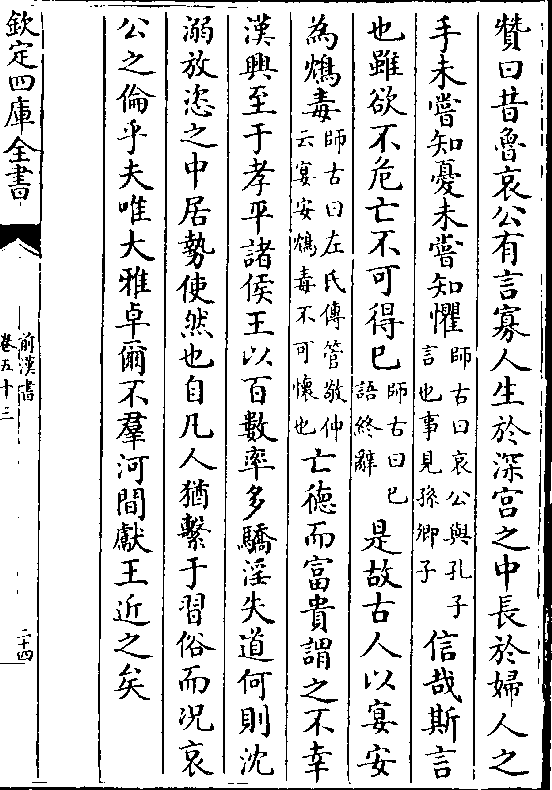 贊曰昔魯哀公有言寡人生於深宫之中長於婦人之
手未嘗知憂未嘗知懼師古曰哀公與孔子言也事見孫卿子信哉斯言
也雖欲不危亡不可得已師古曰已語終辭是故古人以宴安
為鴆毒師古曰左氏傳管敬仲云宴安鴆毒不可懷也亡德而富貴謂之不幸
漢興至于孝平諸侯王以百數率多驕淫失道何則沈
溺放恣之中居勢使然也自凡人猶繫于習俗而況哀
公之倫乎夫唯大雅卓爾不羣河間獻王近之矣
欽定四庫全書
前漢書
卷五十三
二十四